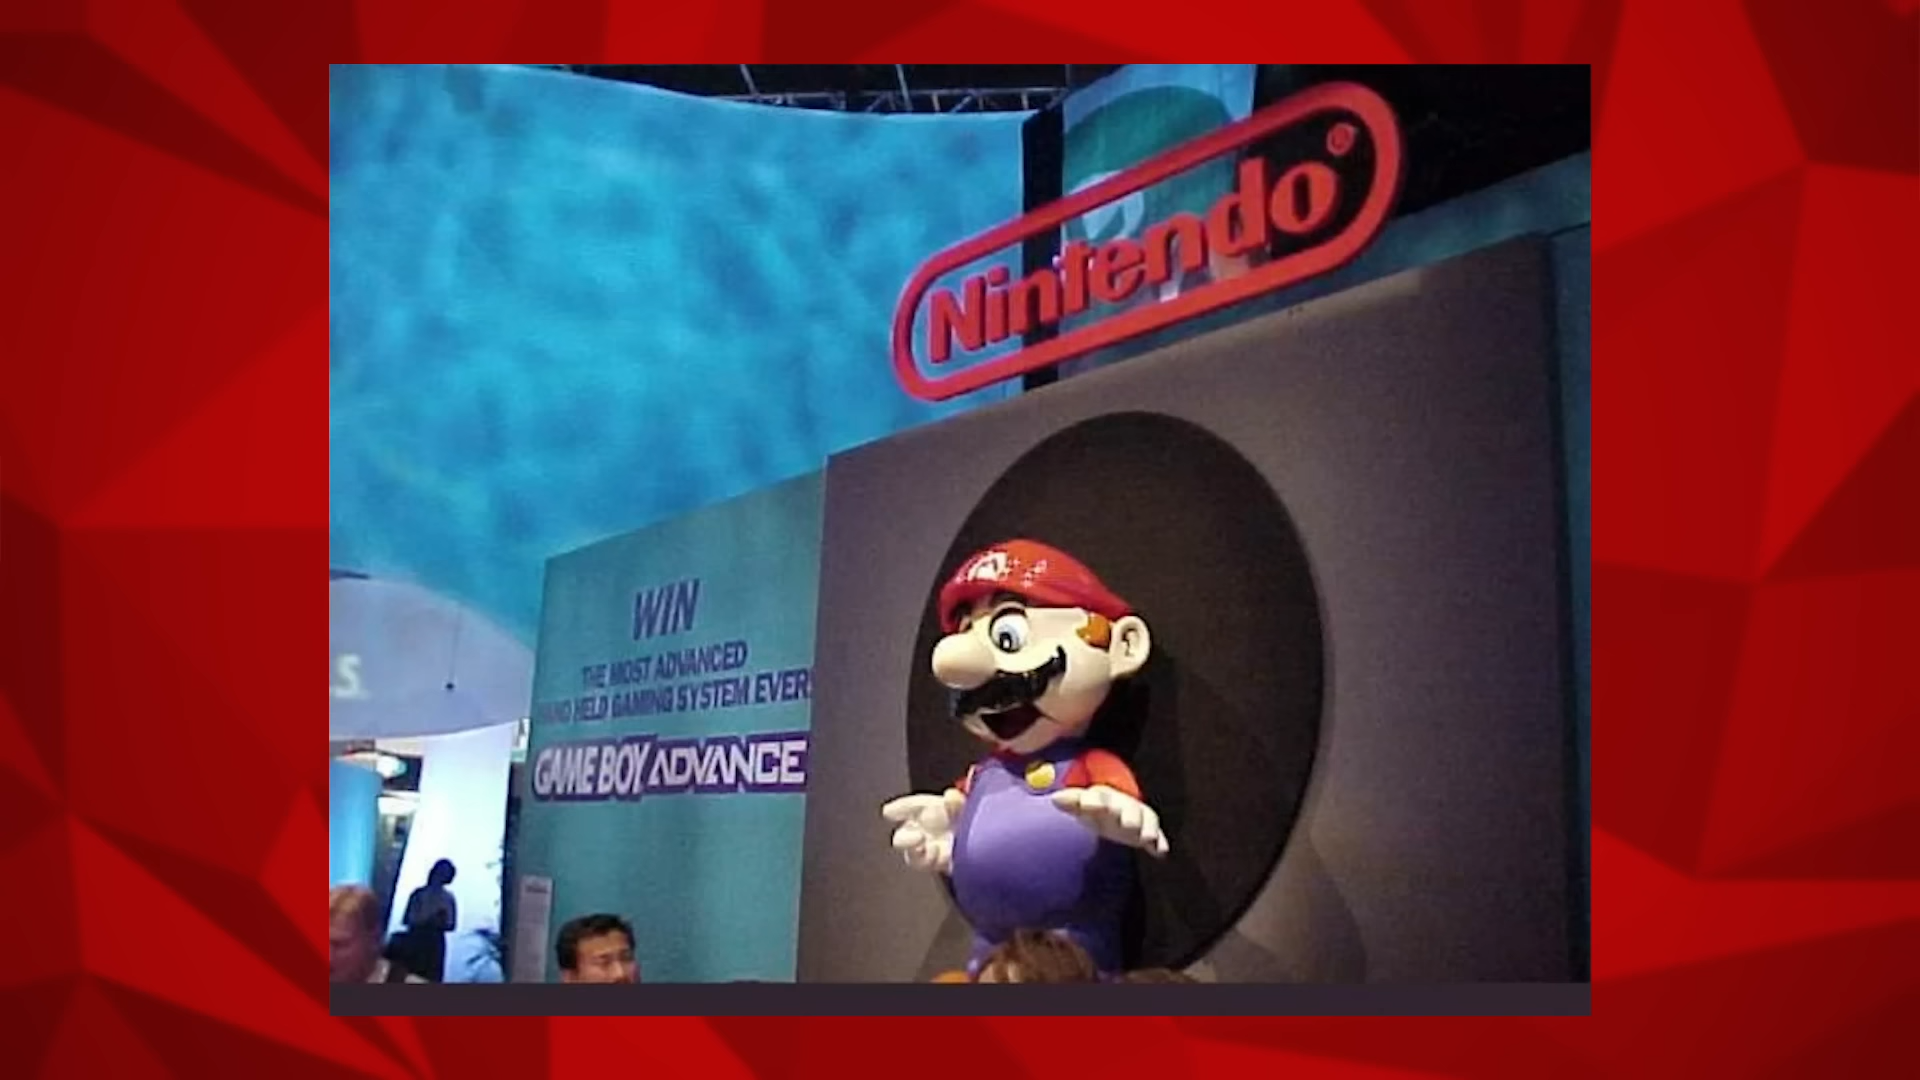 Nintendo®
WIN
THE MOST ADVANCED
HAND HELD GAMING SYSTEM EVER!
GAME BOY ADVANCE
S.